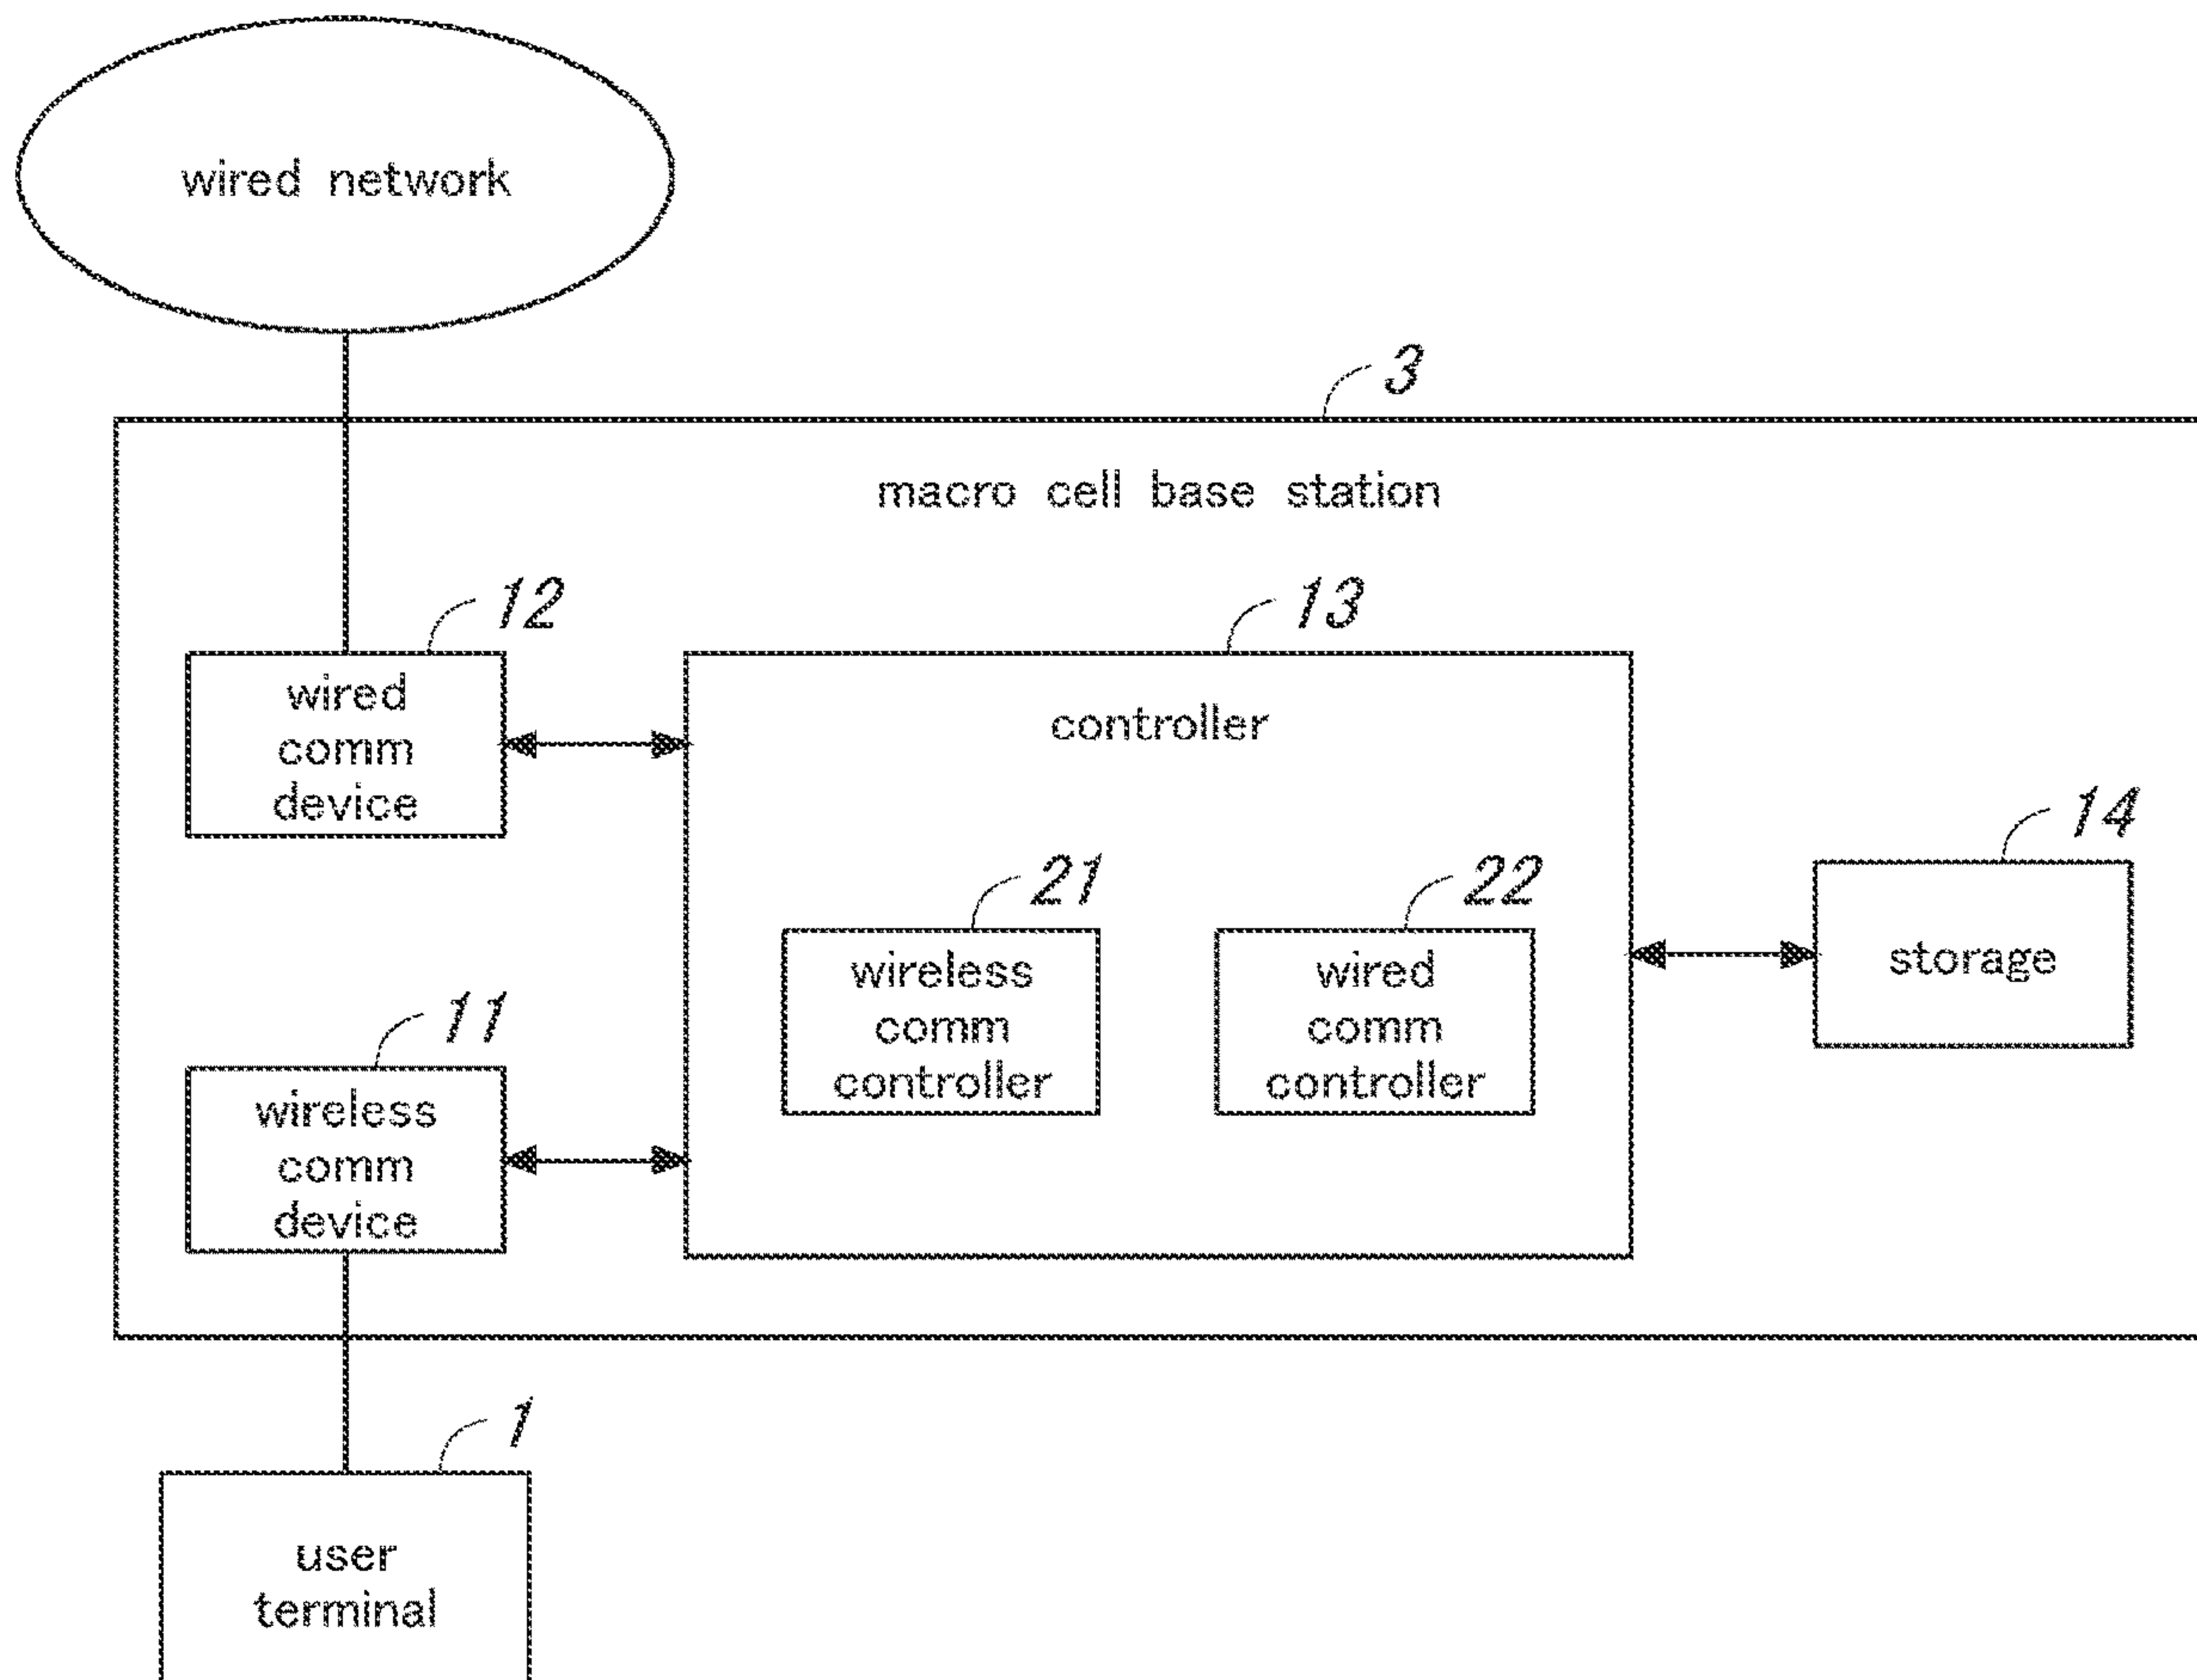 wired network
3
macro cell base station
12
13
wired
comm
device
controller
14
21
22
wireless
comm
controller
wired
comm
controller
storage
11
wireless
comm
device
1
user
terminal